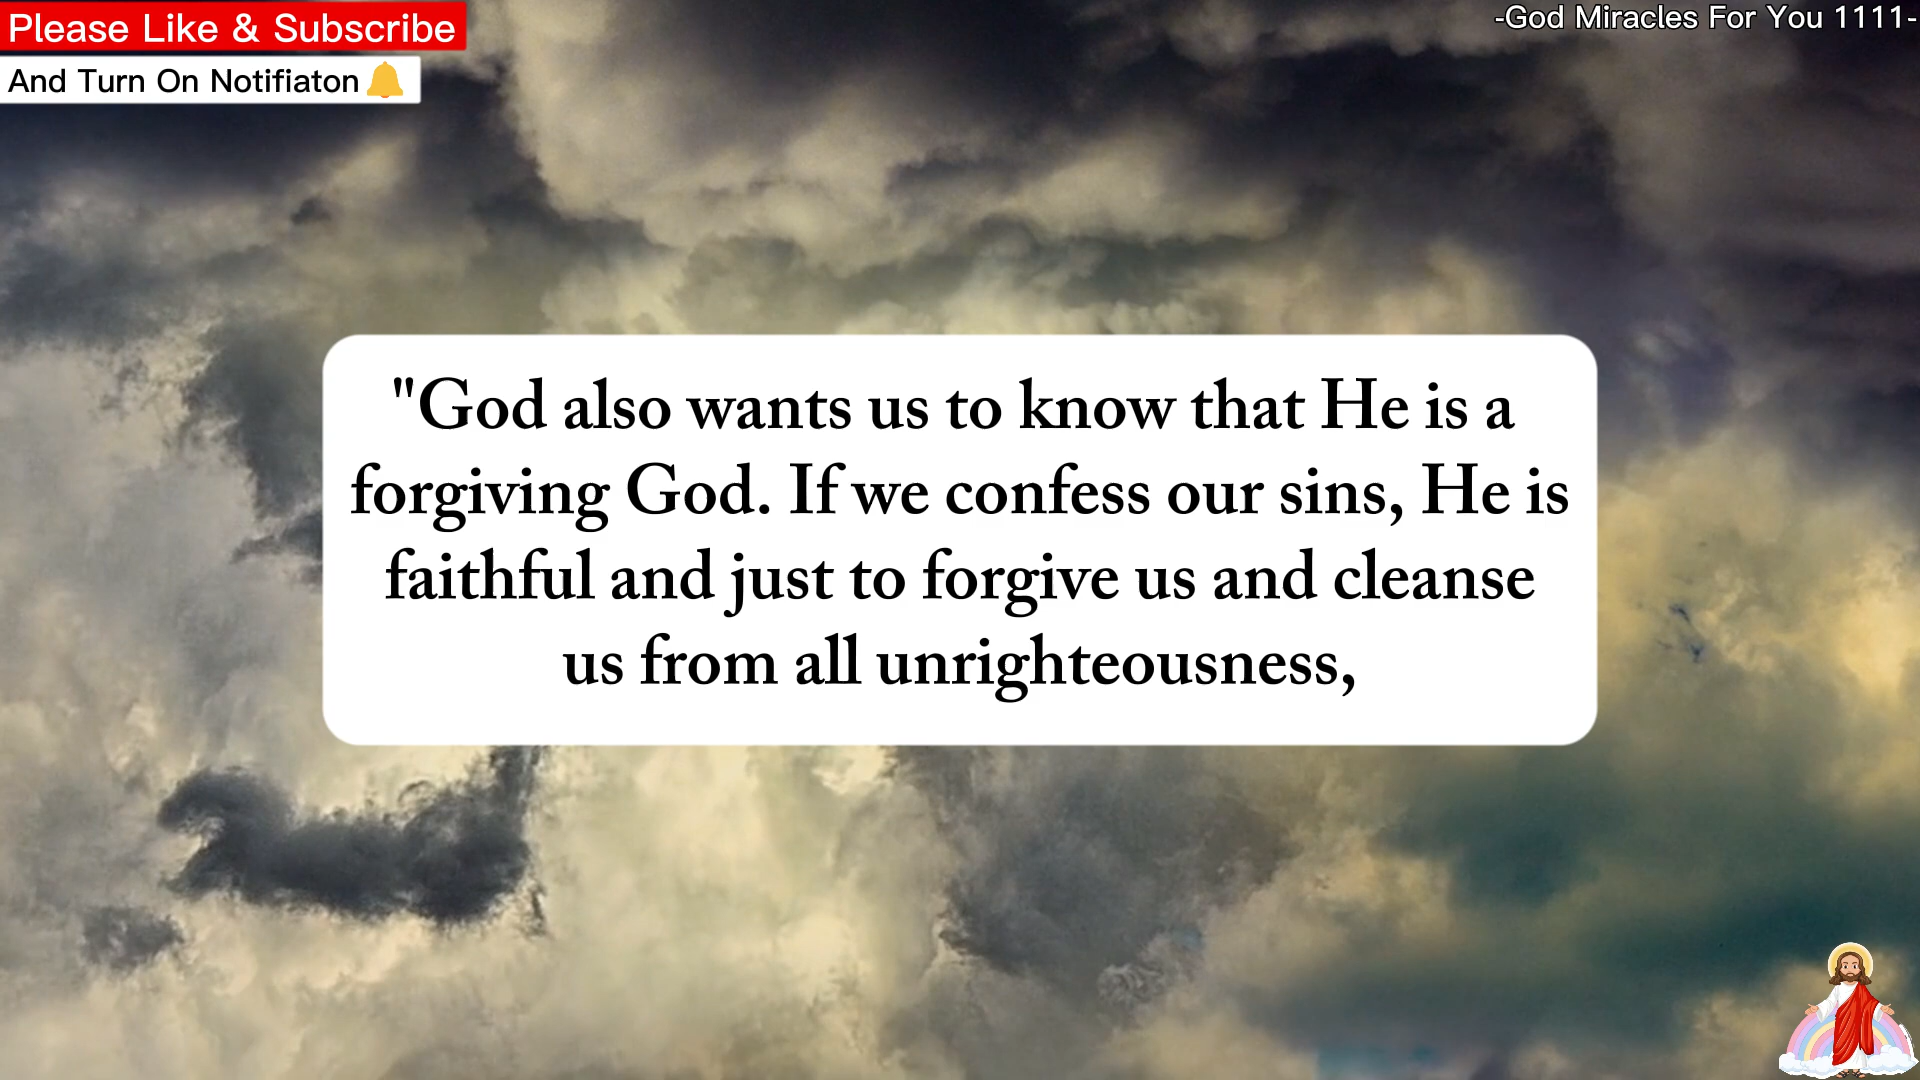 Please Like & Subscribe
And Turn On Notifiaton
-God Miracles For You 1111-
"God also wants us to know that He is a
forgiving God. If we confess our sins, He is
faithful and just to forgive us and cleanse
us from all unrighteousness,